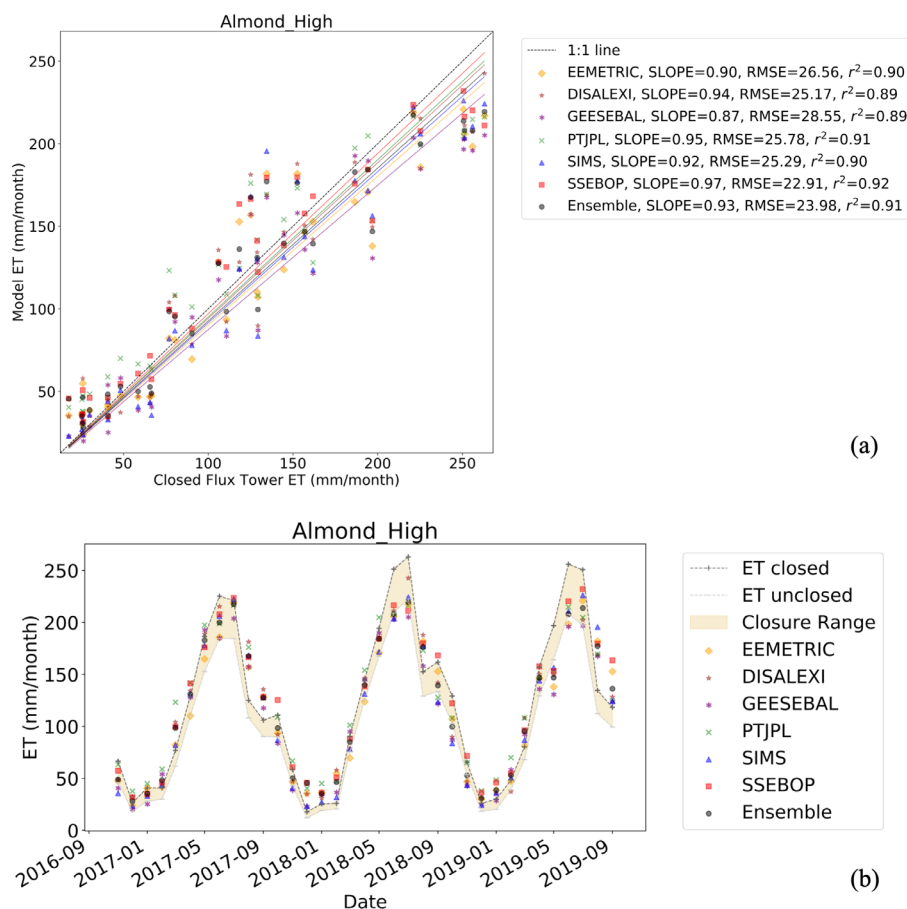 Almond_High
250
200
150
100
50
Model ET (mm/month)
50 100 150 200 250
Closed Flux Tower ET (mm/month)
1:1 line
EEMETRIC, SLOPE=0.90, RMSE=26.56, r²=0.90
DISALEXI, SLOPE=0.94, RMSE=25.17, r²=0.89
GEESEBAL, SLOPE=0.87, RMSE=28.55, r²=0.89
PTJPL, SLOPE=0.95, RMSE=25.78, r²=0.91
SIMS, SLOPE=0.92, RMSE=25.29, r²=0.90
SSEBOP, SLOPE=0.97, RMSE=22.91, r²=0.92
Ensemble, SLOPE=0.93, RMSE=23.98, r²=0.91
(a)
Almond_High
250
200
150
100
50
0
ET (mm/month)
2016-09 2017-01 2017-05 2017-09 2018-01 2018-05 2018-09 2019-01 2019-05 2019-09
Date
ET closed
ET unclosed
Closure Range
EEMETRIC
DISALEXI
GEESEBAL
PTJPL
SIMS
SSEBOP
Ensemble
(b)